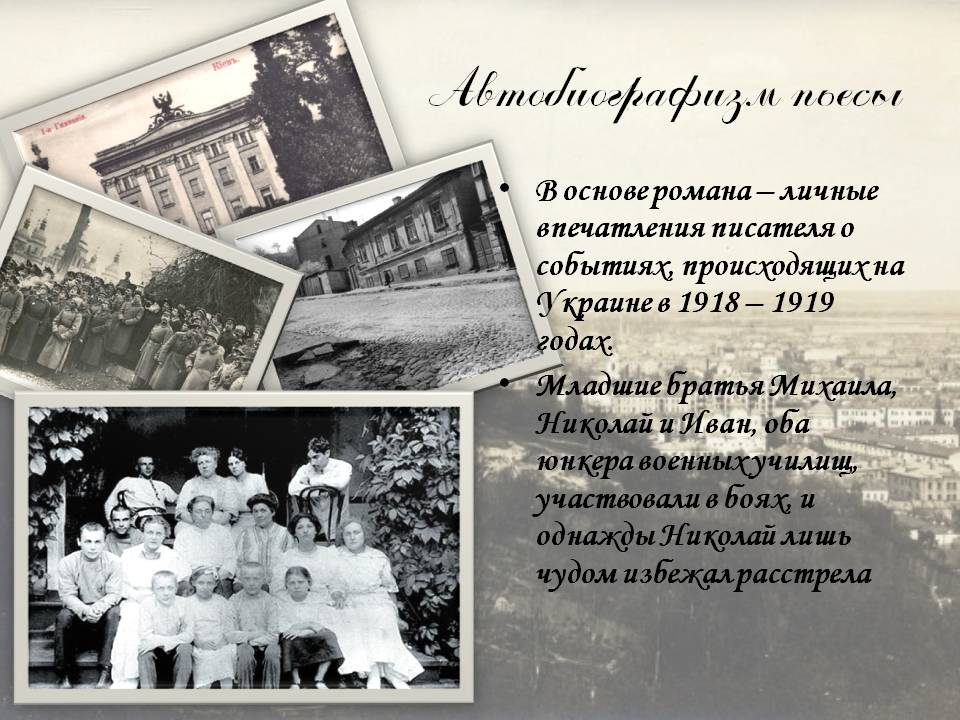 Автобиографизм пьесы
Кіевъ.
1-я Гимназія.
• В основе романа – личные
впечатления писателя о
событиях, происходящих на
Украине в 1918 – 1919
годах.
• Младшие братья Михаила,
Николай и Иван, оба
юнкера военных училищ,
участвовали в боях, и
однажды Николай лишь
чудом избежал расстрела